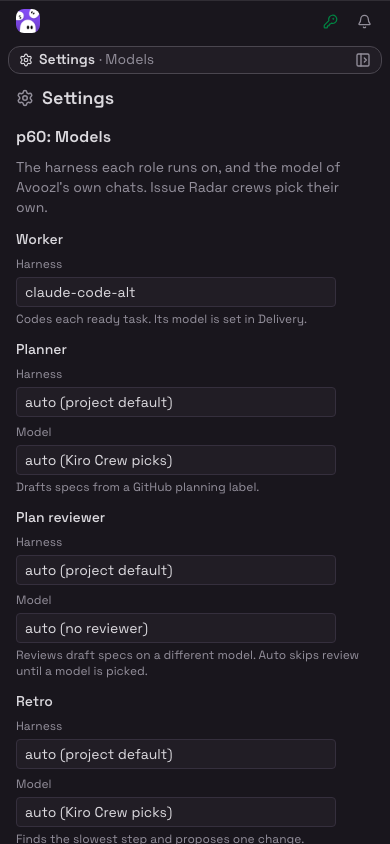 Settings · Models
Settings
p60: Models
The harness each role runs on, and the model of
Avoozl's own chats. Issue Radar crews pick their
own.
Worker
Harness
claude-code-alt
Codes each ready task. Its model is set in Delivery.
Planner
Harness
auto (project default)
Model
auto (Kiro Crew picks)
Drafts specs from a GitHub planning label.
Plan reviewer
Harness
auto (project default)
Model
auto (no reviewer)
Reviews draft specs on a different model. Auto skips review
until a model is picked.
Retro
Harness
auto (project default)
Model
auto (Kiro Crew picks)
Finds the slowest step and proposes one change.